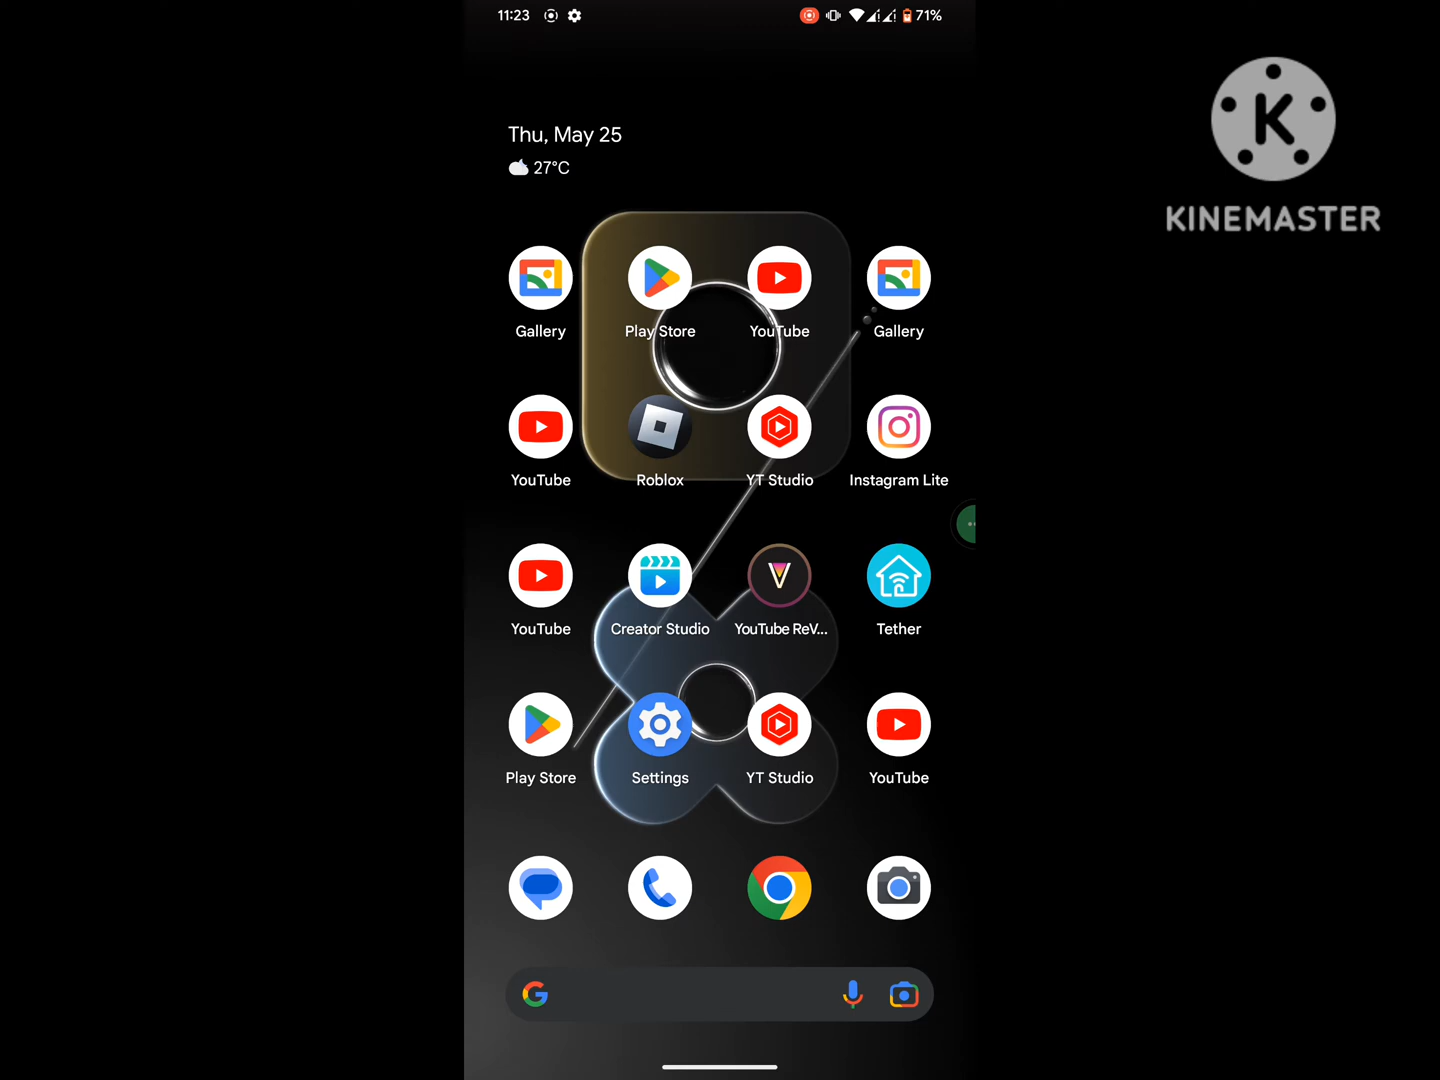 11:23 71%
Thu, May 25
27°C
KINEMASTER
Gallery Play Store YouTube Gallery
YouTube Roblox YT Studio Instagram Lite
YouTube Creator Studio YouTube ReV... Tether
Play Store Settings YT Studio YouTube